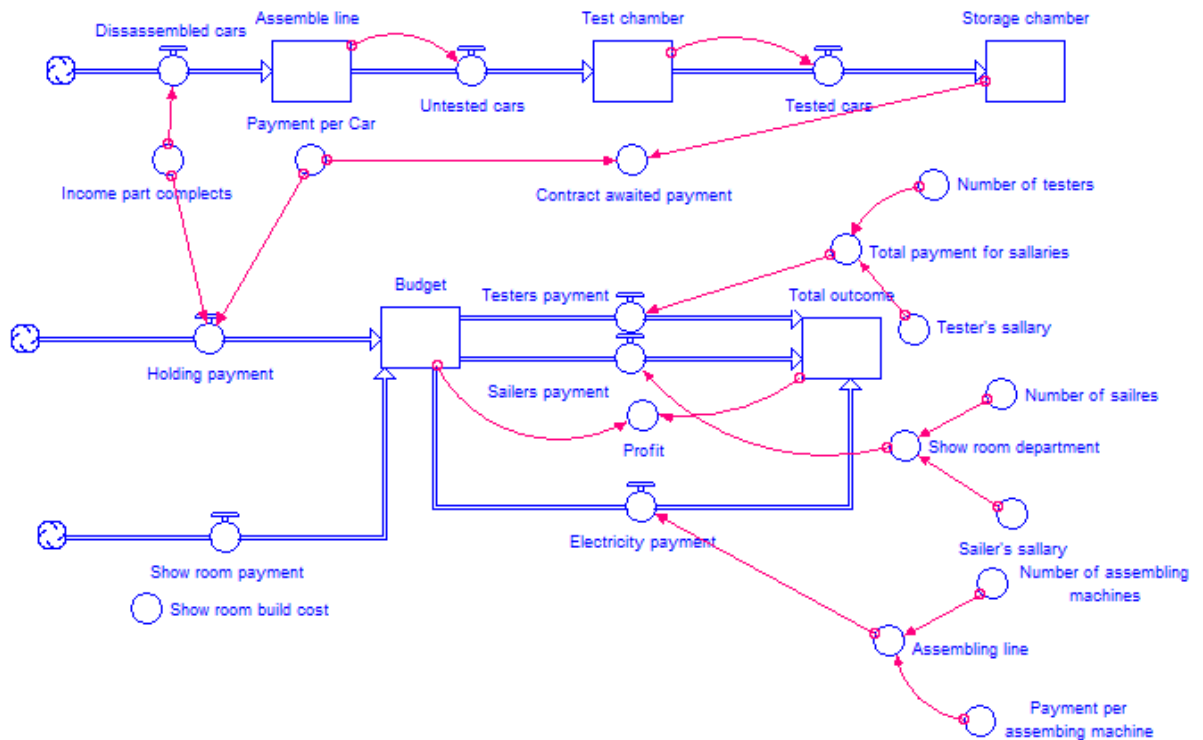 Assemble line
Test chamber
Storage chamber
Dissassembled cars
Untested cars
Tested cars
Payment per Car
Income part complects
Contract awaited payment
Number of testers
Total payment for sallaries
Budget
Testers payment
Total outcome
Tester's sallary
Holding payment
Sailers payment
Number of sailres
Profit
Show room department
Electricity payment
Sailer's sallary
Show room payment
Number of assembling
machines
Show room build cost
Assembling line
Payment per
assembing machine